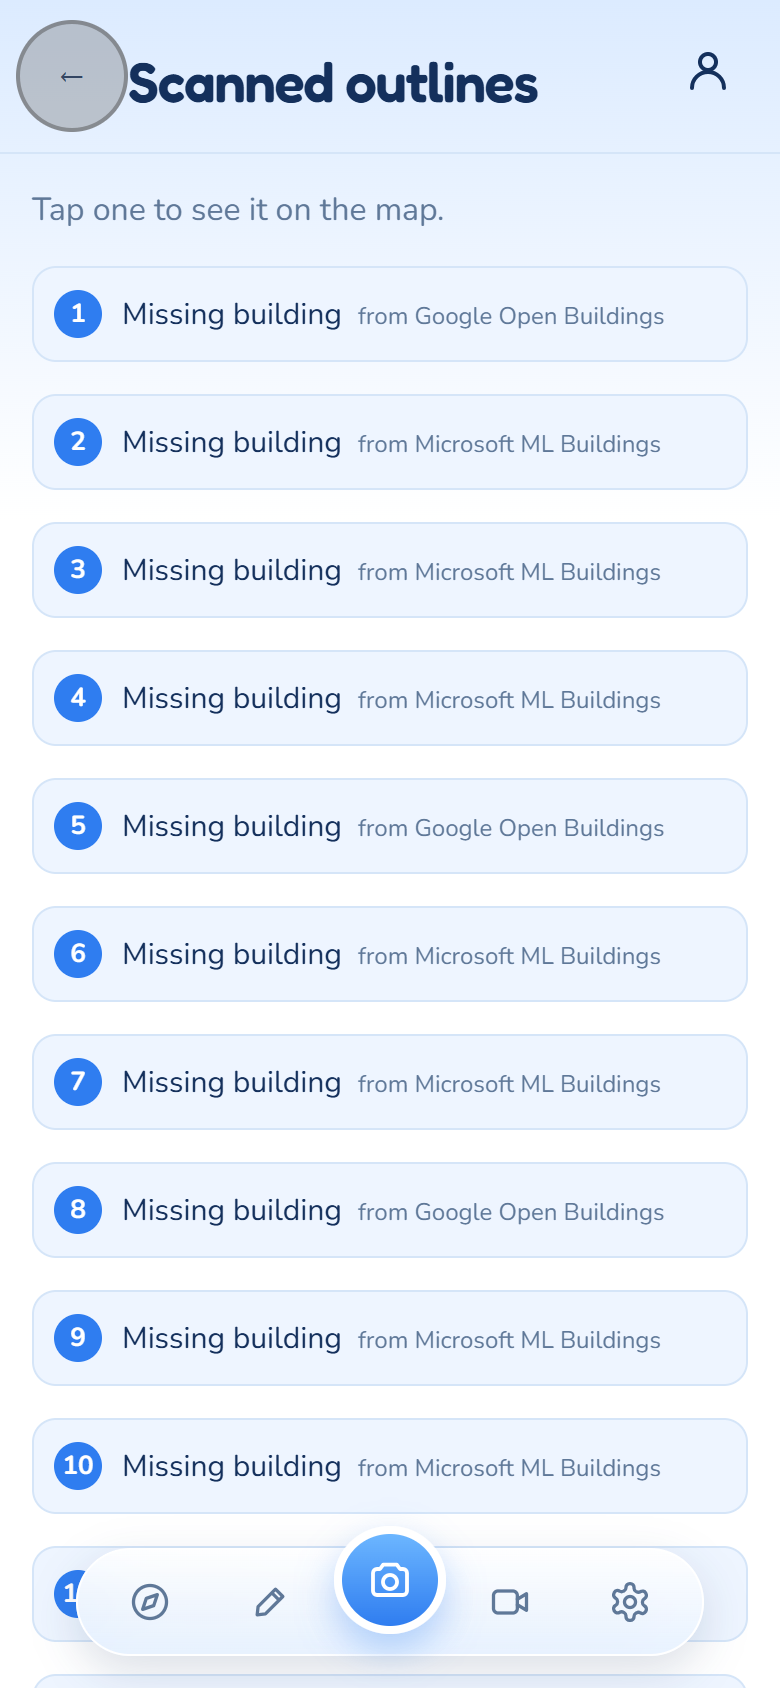 ← Scanned outlines
Tap one to see it on the map.
1 Missing building from Google Open Buildings
2 Missing building from Microsoft ML Buildings
3 Missing building from Microsoft ML Buildings
4 Missing building from Microsoft ML Buildings
5 Missing building from Google Open Buildings
6 Missing building from Microsoft ML Buildings
7 Missing building from Microsoft ML Buildings
8 Missing building from Google Open Buildings
9 Missing building from Microsoft ML Buildings
10 Missing building from Microsoft ML Buildings